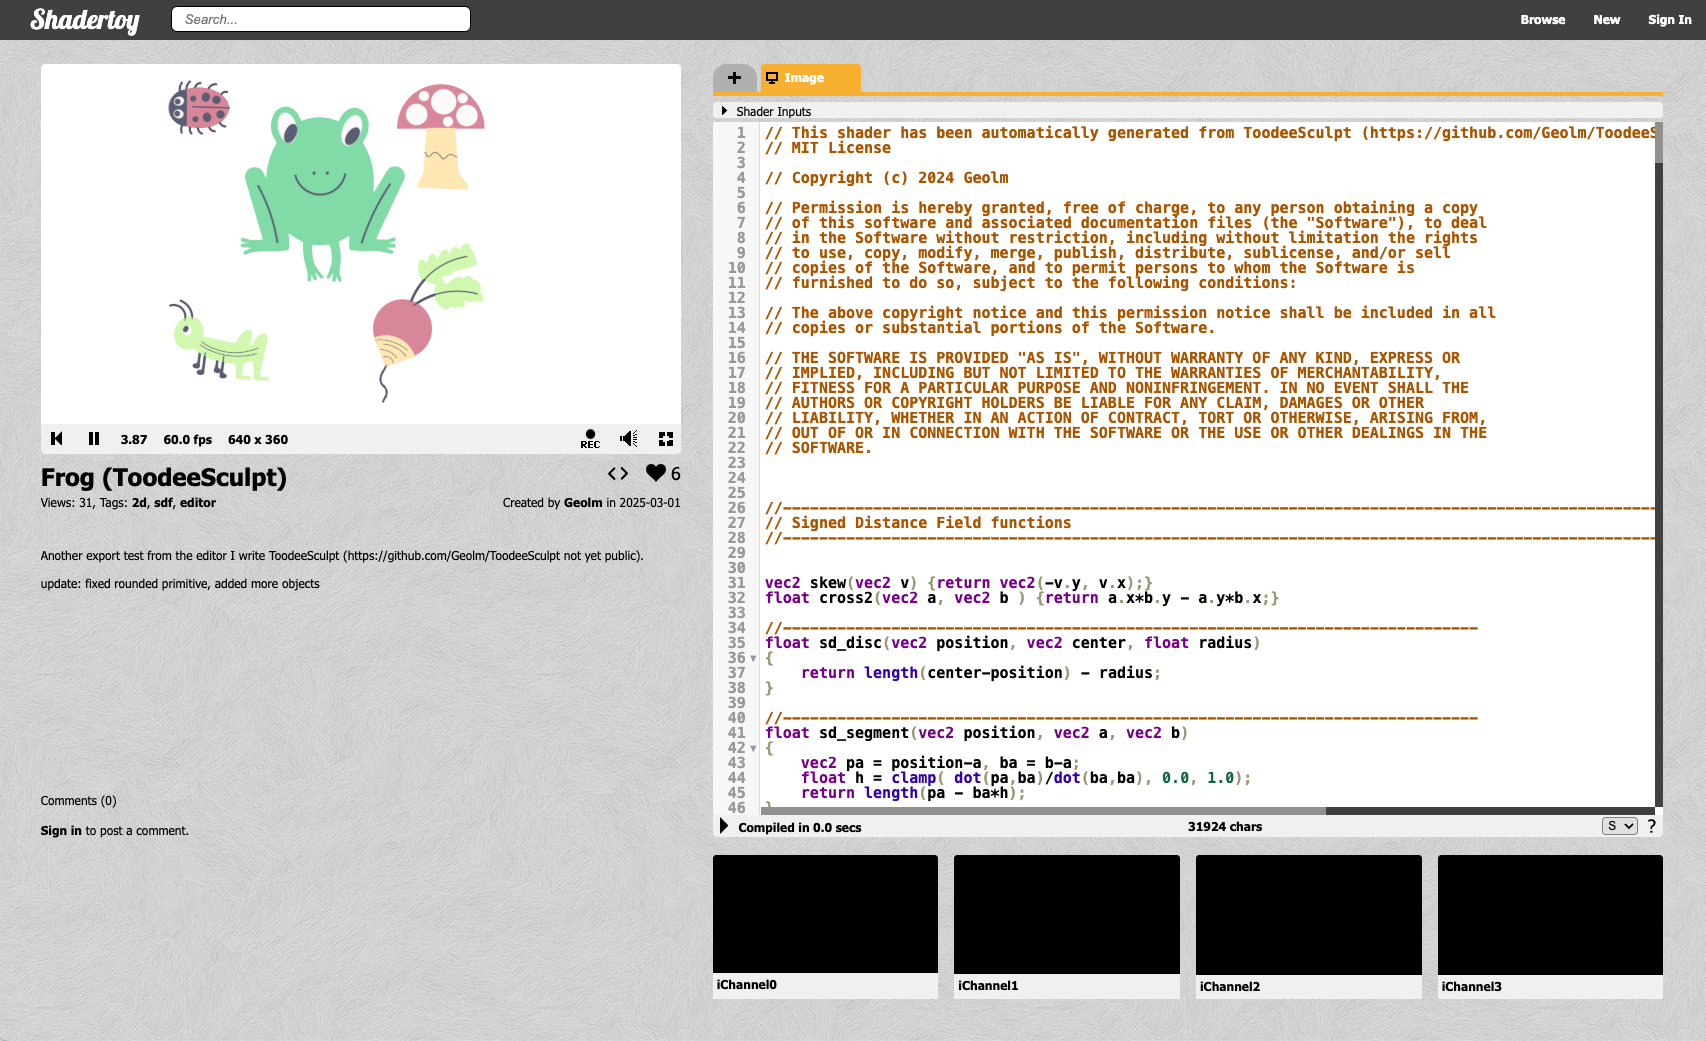 Shadertoy
Search...
Browse New Sign In
3.87 60.0 fps 640 x 360
REC
Frog (ToodeeSculpt)
6
Views: 31, Tags: 2d, sdf, editor
Created by Geolm in 2025-03-01
Another export test from the editor I write ToodeeSculpt (https://github.com/Geolm/ToodeeSculpt not yet public).
update: fixed rounded primitive, added more objects
Comments (0)
Sign in to post a comment.
+ Image
Shader Inputs
1 // This shader has been automatically generated from ToodeeSculpt (https://github.com/Geolm/ToodeeS
2 // MIT License
3
4 // Copyright (c) 2024 Geolm
5
6 // Permission is hereby granted, free of charge, to any person obtaining a copy
7 // of this software and associated documentation files (the "Software"), to deal
8 // in the Software without restriction, including without limitation the rights
9 // to use, copy, modify, merge, publish, distribute, sublicense, and/or sell
10 // copies of the Software, and to permit persons to whom the Software is
11 // furnished to do so, subject to the following conditions:
12
13 // The above copyright notice and this permission notice shall be included in all
14 // copies or substantial portions of the Software.
15
16 // THE SOFTWARE IS PROVIDED "AS IS", WITHOUT WARRANTY OF ANY KIND, EXPRESS OR
17 // IMPLIED, INCLUDING BUT NOT LIMITED TO THE WARRANTIES OF MERCHANTABILITY,
18 // FITNESS FOR A PARTICULAR PURPOSE AND NONINFRINGEMENT. IN NO EVENT SHALL THE
19 // AUTHORS OR COPYRIGHT HOLDERS BE LIABLE FOR ANY CLAIM, DAMAGES OR OTHER
20 // LIABILITY, WHETHER IN AN ACTION OF CONTRACT, TORT OR OTHERWISE, ARISING FROM,
21 // OUT OF OR IN CONNECTION WITH THE SOFTWARE OR THE USE OR OTHER DEALINGS IN THE
22 // SOFTWARE.
23
24
25
26 //-------------------------------------------------------------------------------------------------
27 // Signed Distance Field functions
28 //-------------------------------------------------------------------------------------------------
29
30
31 vec2 skew(vec2 v) {return vec2(-v.y, v.x);}
32 float cross2(vec2 a, vec2 b ) {return a.x*b.y - a.y*b.x;}
33
34 //-----------------------------------------------------------------------------
35 float sd_disc(vec2 position, vec2 center, float radius)
36 {
37     return length(center-position) - radius;
38 }
39
40 //-----------------------------------------------------------------------------
41 float sd_segment(vec2 position, vec2 a, vec2 b)
42 {
43     vec2 pa = position-a, ba = b-a;
44     float h = clamp( dot(pa,ba)/dot(ba,ba), 0.0, 1.0);
45     return length(pa - ba*h);
46 }
Compiled in 0.0 secs 31924 chars S ?
iChannel0 iChannel1 iChannel2 iChannel3